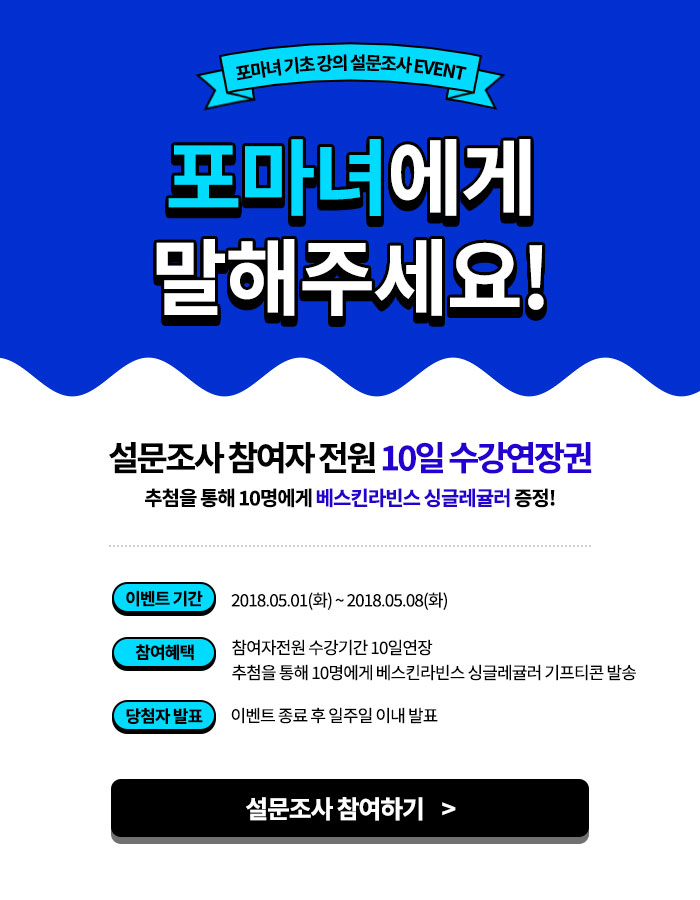 포마녀 기초 강의 설문조사 EVENT
포마녀에게
말해주세요!
설문조사 참여자 전원 10일 수강연장권
추첨을 통해 10명에게 베스킨라빈스 싱글레귤러 증정!
이벤트 기간 2018.05.01(화) ~ 2018.05.08(화)
참여혜택 참여자전원 수강기간 10일연장
추첨을 통해 10명에게 베스킨라빈스 싱글레귤러 기프티콘 발송
당첨자 발표 이벤트 종료 후 일주일 이내 발표
설문조사 참여하기 >